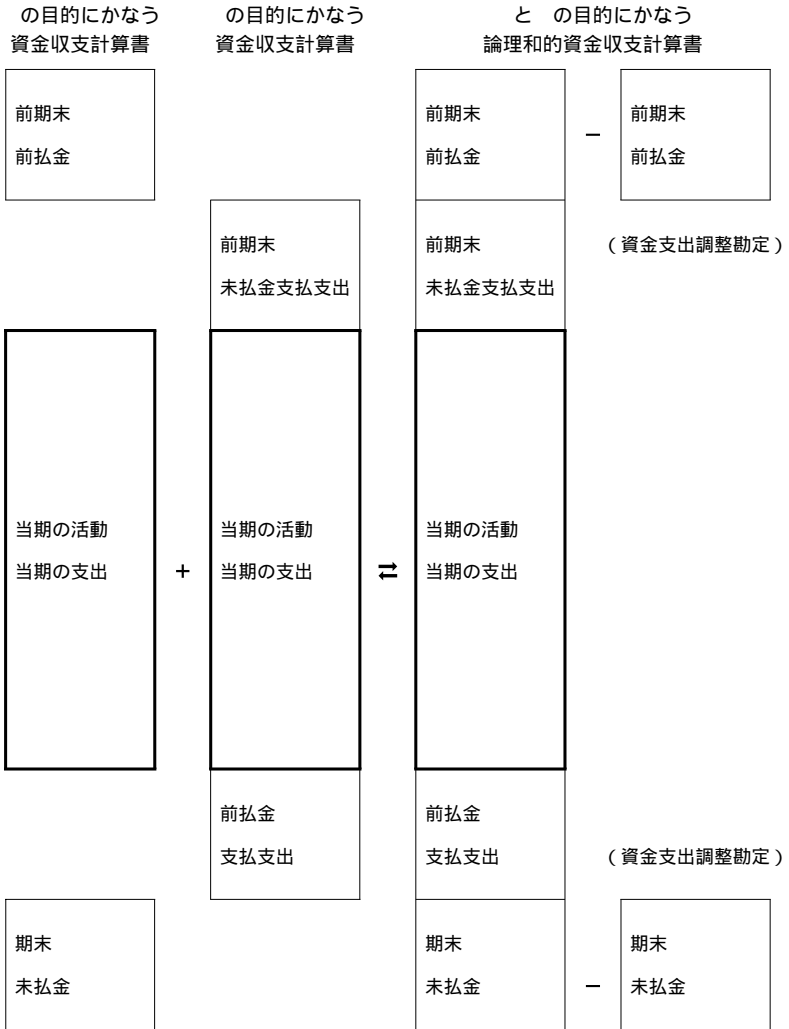 の目的にかなう
資金収支計算書
の目的にかなう
資金収支計算書
と の目的にかなう
論理和的資金収支計算書
前期末
前払金
前期末
前払金
−
前期末
前払金
前期末
未払金支払支出
前期末
未払金支払支出
(資金支出調整勘定)
当期の活動
当期の支出
+
当期の活動
当期の支出
⇄
当期の活動
当期の支出
前払金
支払支出
前払金
支払支出
(資金支出調整勘定)
期末
未払金
期末
未払金
−
期末
未払金